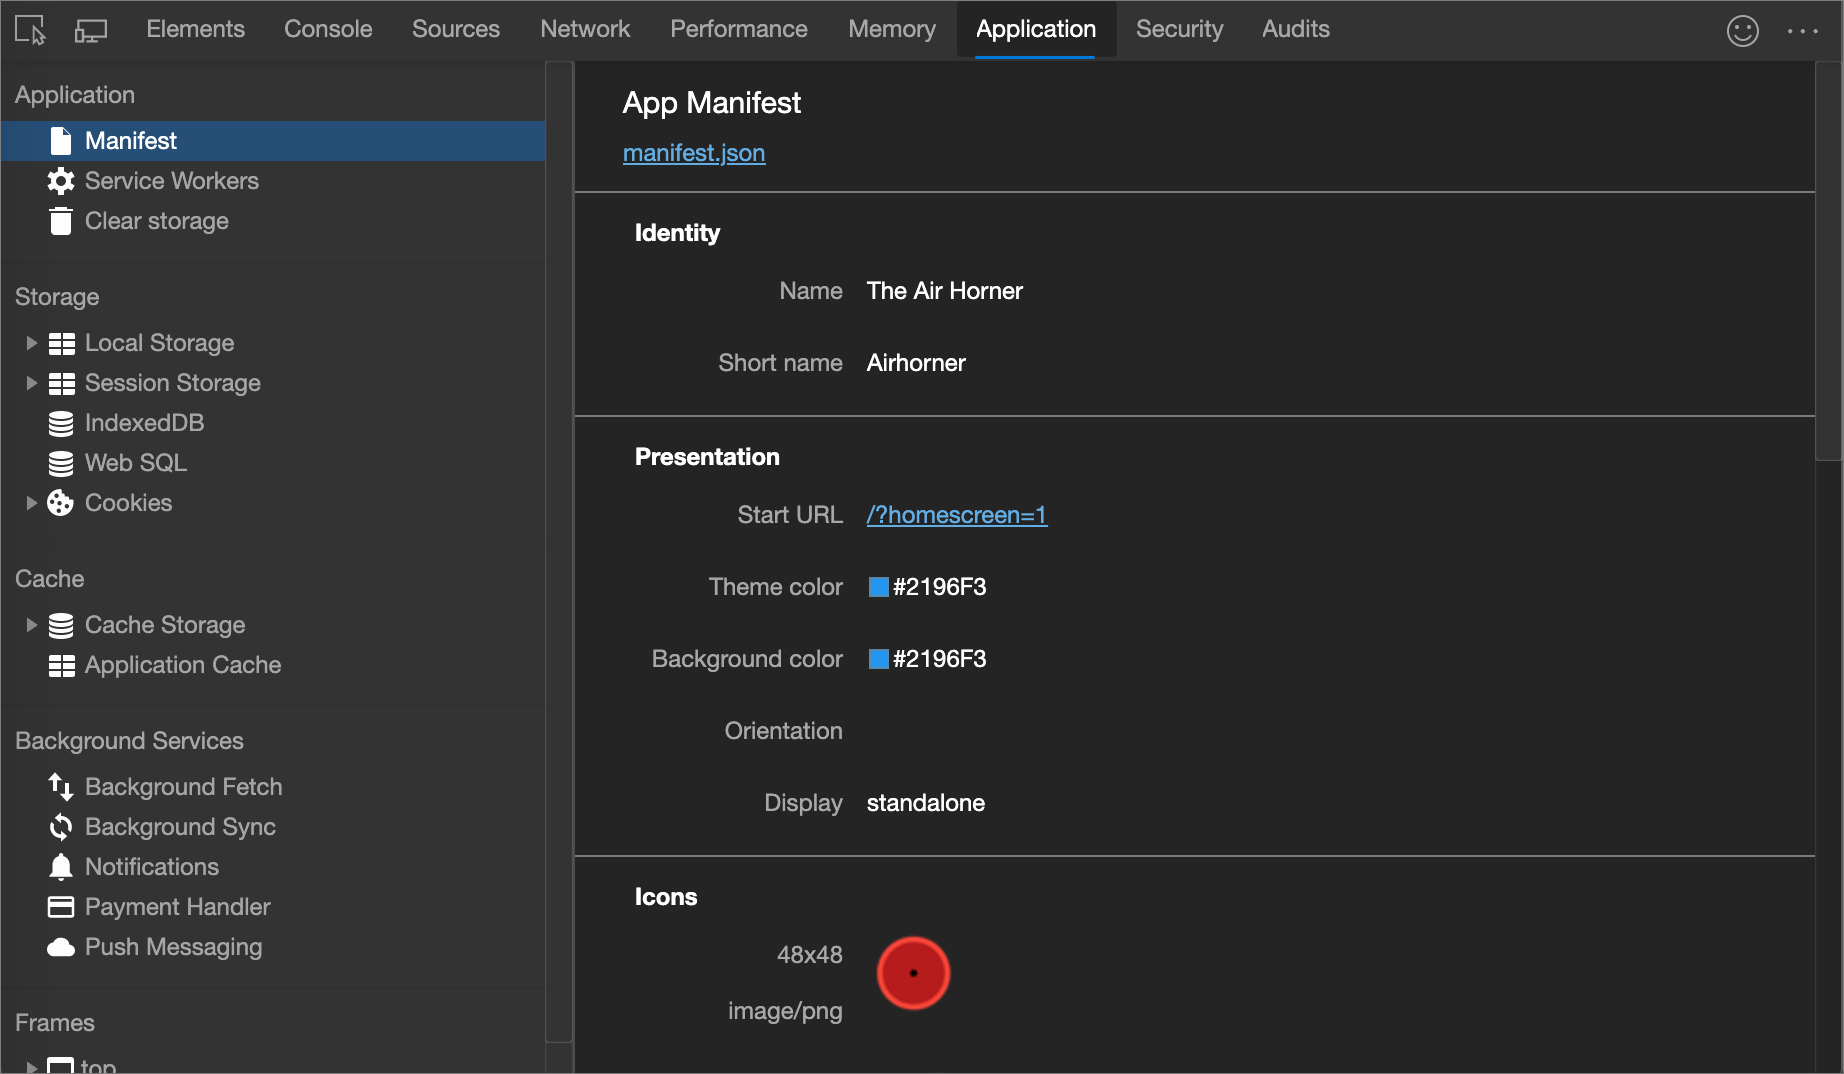 Elements Console Sources Network Performance Memory Application Security Audits
Application
Manifest
Service Workers
Clear storage
Storage
Local Storage
Session Storage
IndexedDB
Web SQL
Cookies
Cache
Cache Storage
Application Cache
Background Services
Background Fetch
Background Sync
Notifications
Payment Handler
Push Messaging
Frames
top
App Manifest
manifest.json
Identity
Name The Air Horner
Short name Airhorner
Presentation
Start URL /?homescreen=1
Theme color #2196F3
Background color #2196F3
Orientation
Display standalone
Icons
48x48
image/png